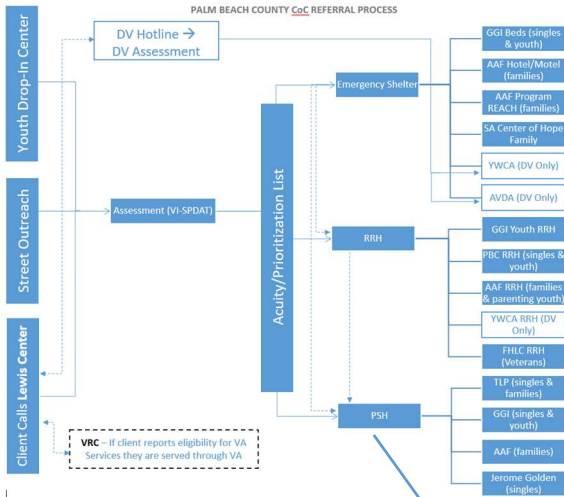 PALM BEACH COUNTY CoC REFERRAL PROCESS
Youth Drop-In Center
Street Outreach
Client Calls Lewis Center
DV Hotline →
DV Assessment
Assessment (VI-SPDAT)
VRC – If client reports eligibility for VA
Services they are served through VA
Acuity/Prioritization List
Emergency Shelter
RRH
PSH
GGI Beds (singles
& youth)
AAF Hotel/Motel
(families)
AAF Program
REACH (families)
SA Center of Hope
Family
YWCA (DV Only)
AVDA (DV Only)
GGI Youth RRH
PBC RRH (singles &
youth)
AAF RRH (families
& parenting youth)
YWCA RRH (DV
Only)
FHLC RRH
(Veterans)
TLP (singles &
families)
GGI (singles &
youth)
AAF (families)
Jerome Golden
(singles)